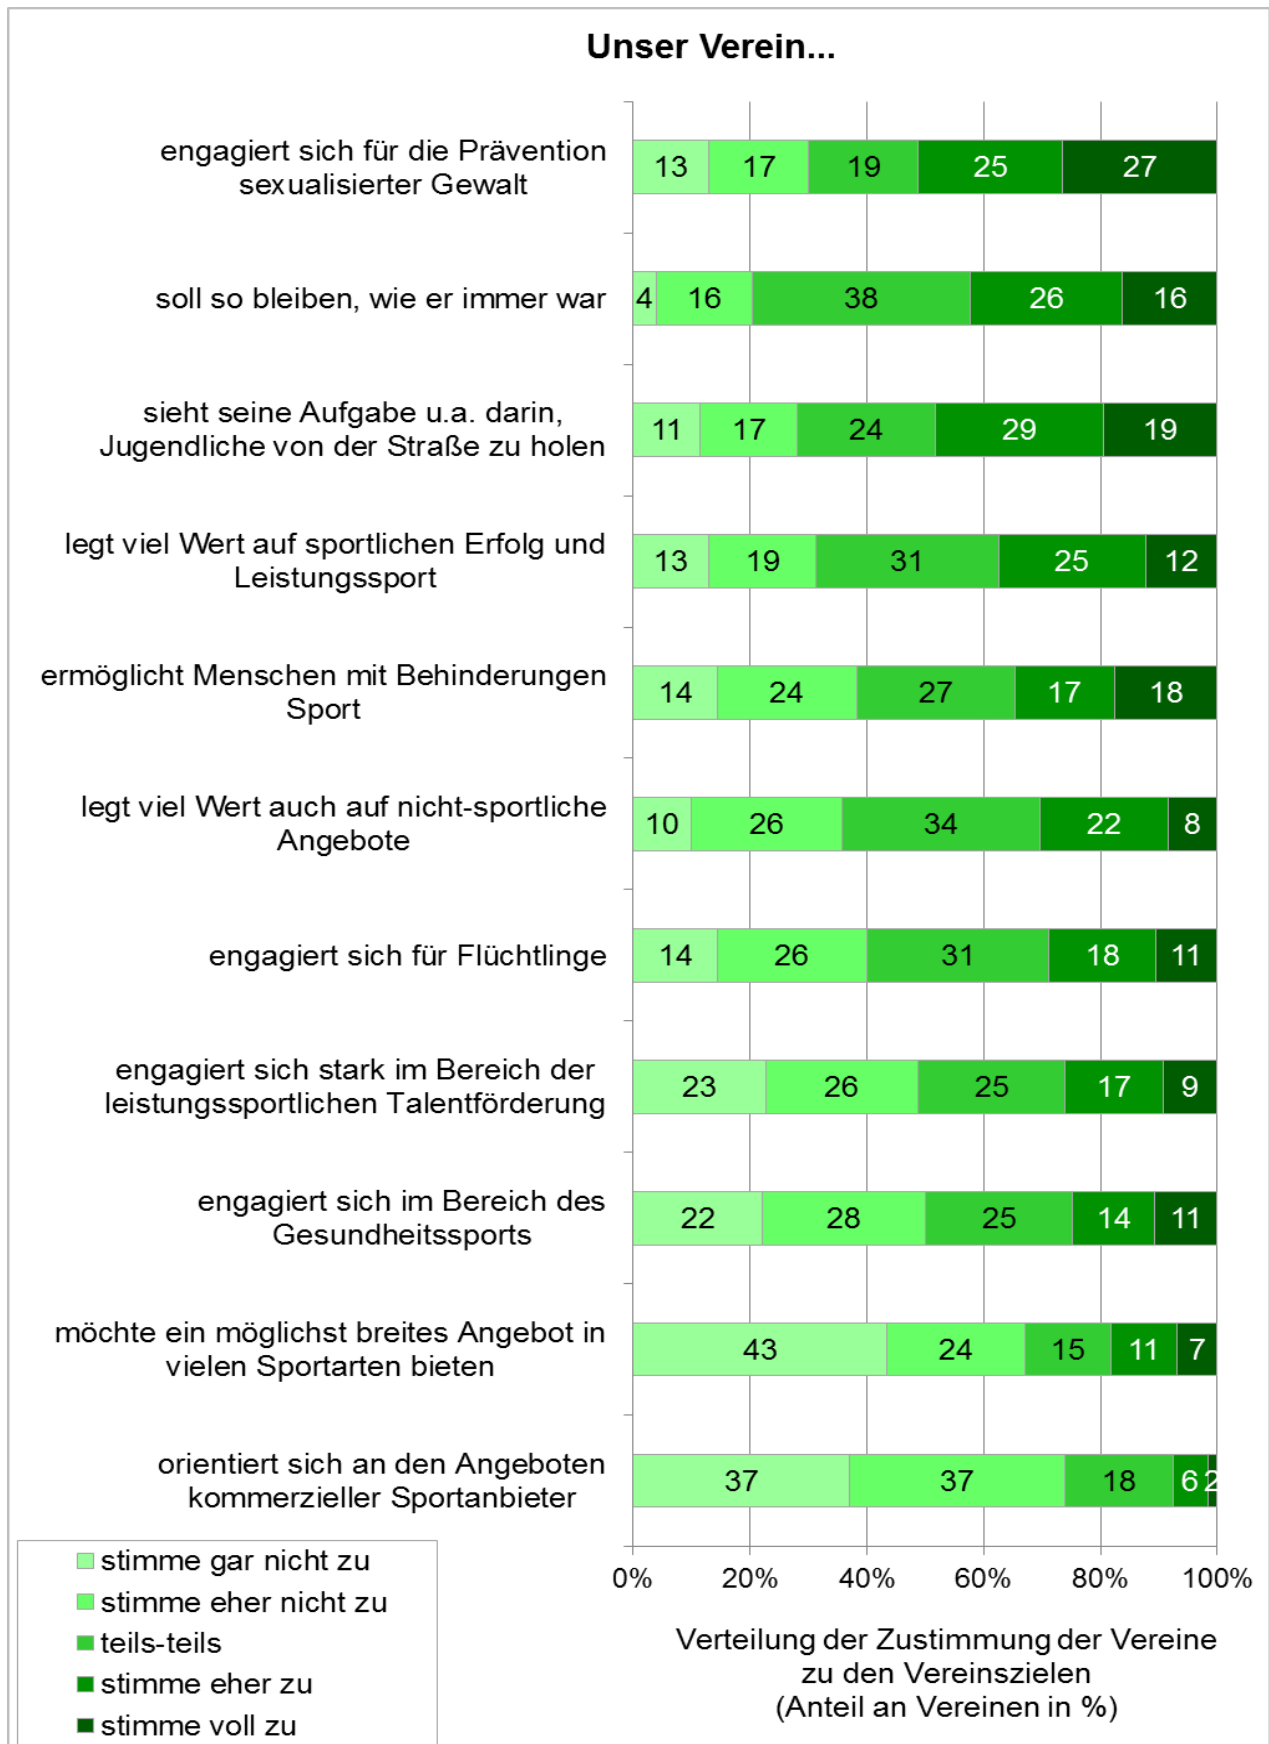 Unser Verein...
engagiert sich für die Prävention
sexualisierter Gewalt
13 17 19 25 27
soll so bleiben, wie er immer war
4 16 38 26 16
sieht seine Aufgabe u.a. darin,
Jugendliche von der Straße zu holen
11 17 24 29 19
legt viel Wert auf sportlichen Erfolg und
Leistungssport
13 19 31 25 12
ermöglicht Menschen mit Behinderungen
Sport
14 24 27 17 18
legt viel Wert auch auf nicht-sportliche
Angebote
10 26 34 22 8
engagiert sich für Flüchtlinge
14 26 31 18 11
engagiert sich stark im Bereich der
leistungssportlichen Talentförderung
23 26 25 17 9
engagiert sich im Bereich des
Gesundheitssports
22 28 25 14 11
möchte ein möglichst breites Angebot in
vielen Sportarten bieten
43 24 15 11 7
orientiert sich an den Angeboten
kommerzieller Sportanbieter
37 37 18 6 2
0% 20% 40% 60% 80% 100%
Verteilung der Zustimmung der Vereine
zu den Vereinszielen
(Anteil an Vereinen in %)
stimme gar nicht zu
stimme eher nicht zu
teils-teils
stimme eher zu
stimme voll zu